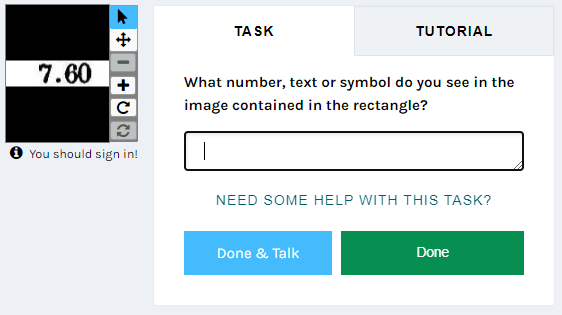 7.60
You should sign in!
TASK
TUTORIAL
What number, text or symbol do you see in the
image contained in the rectangle?
NEED SOME HELP WITH THIS TASK?
Done & Talk
Done